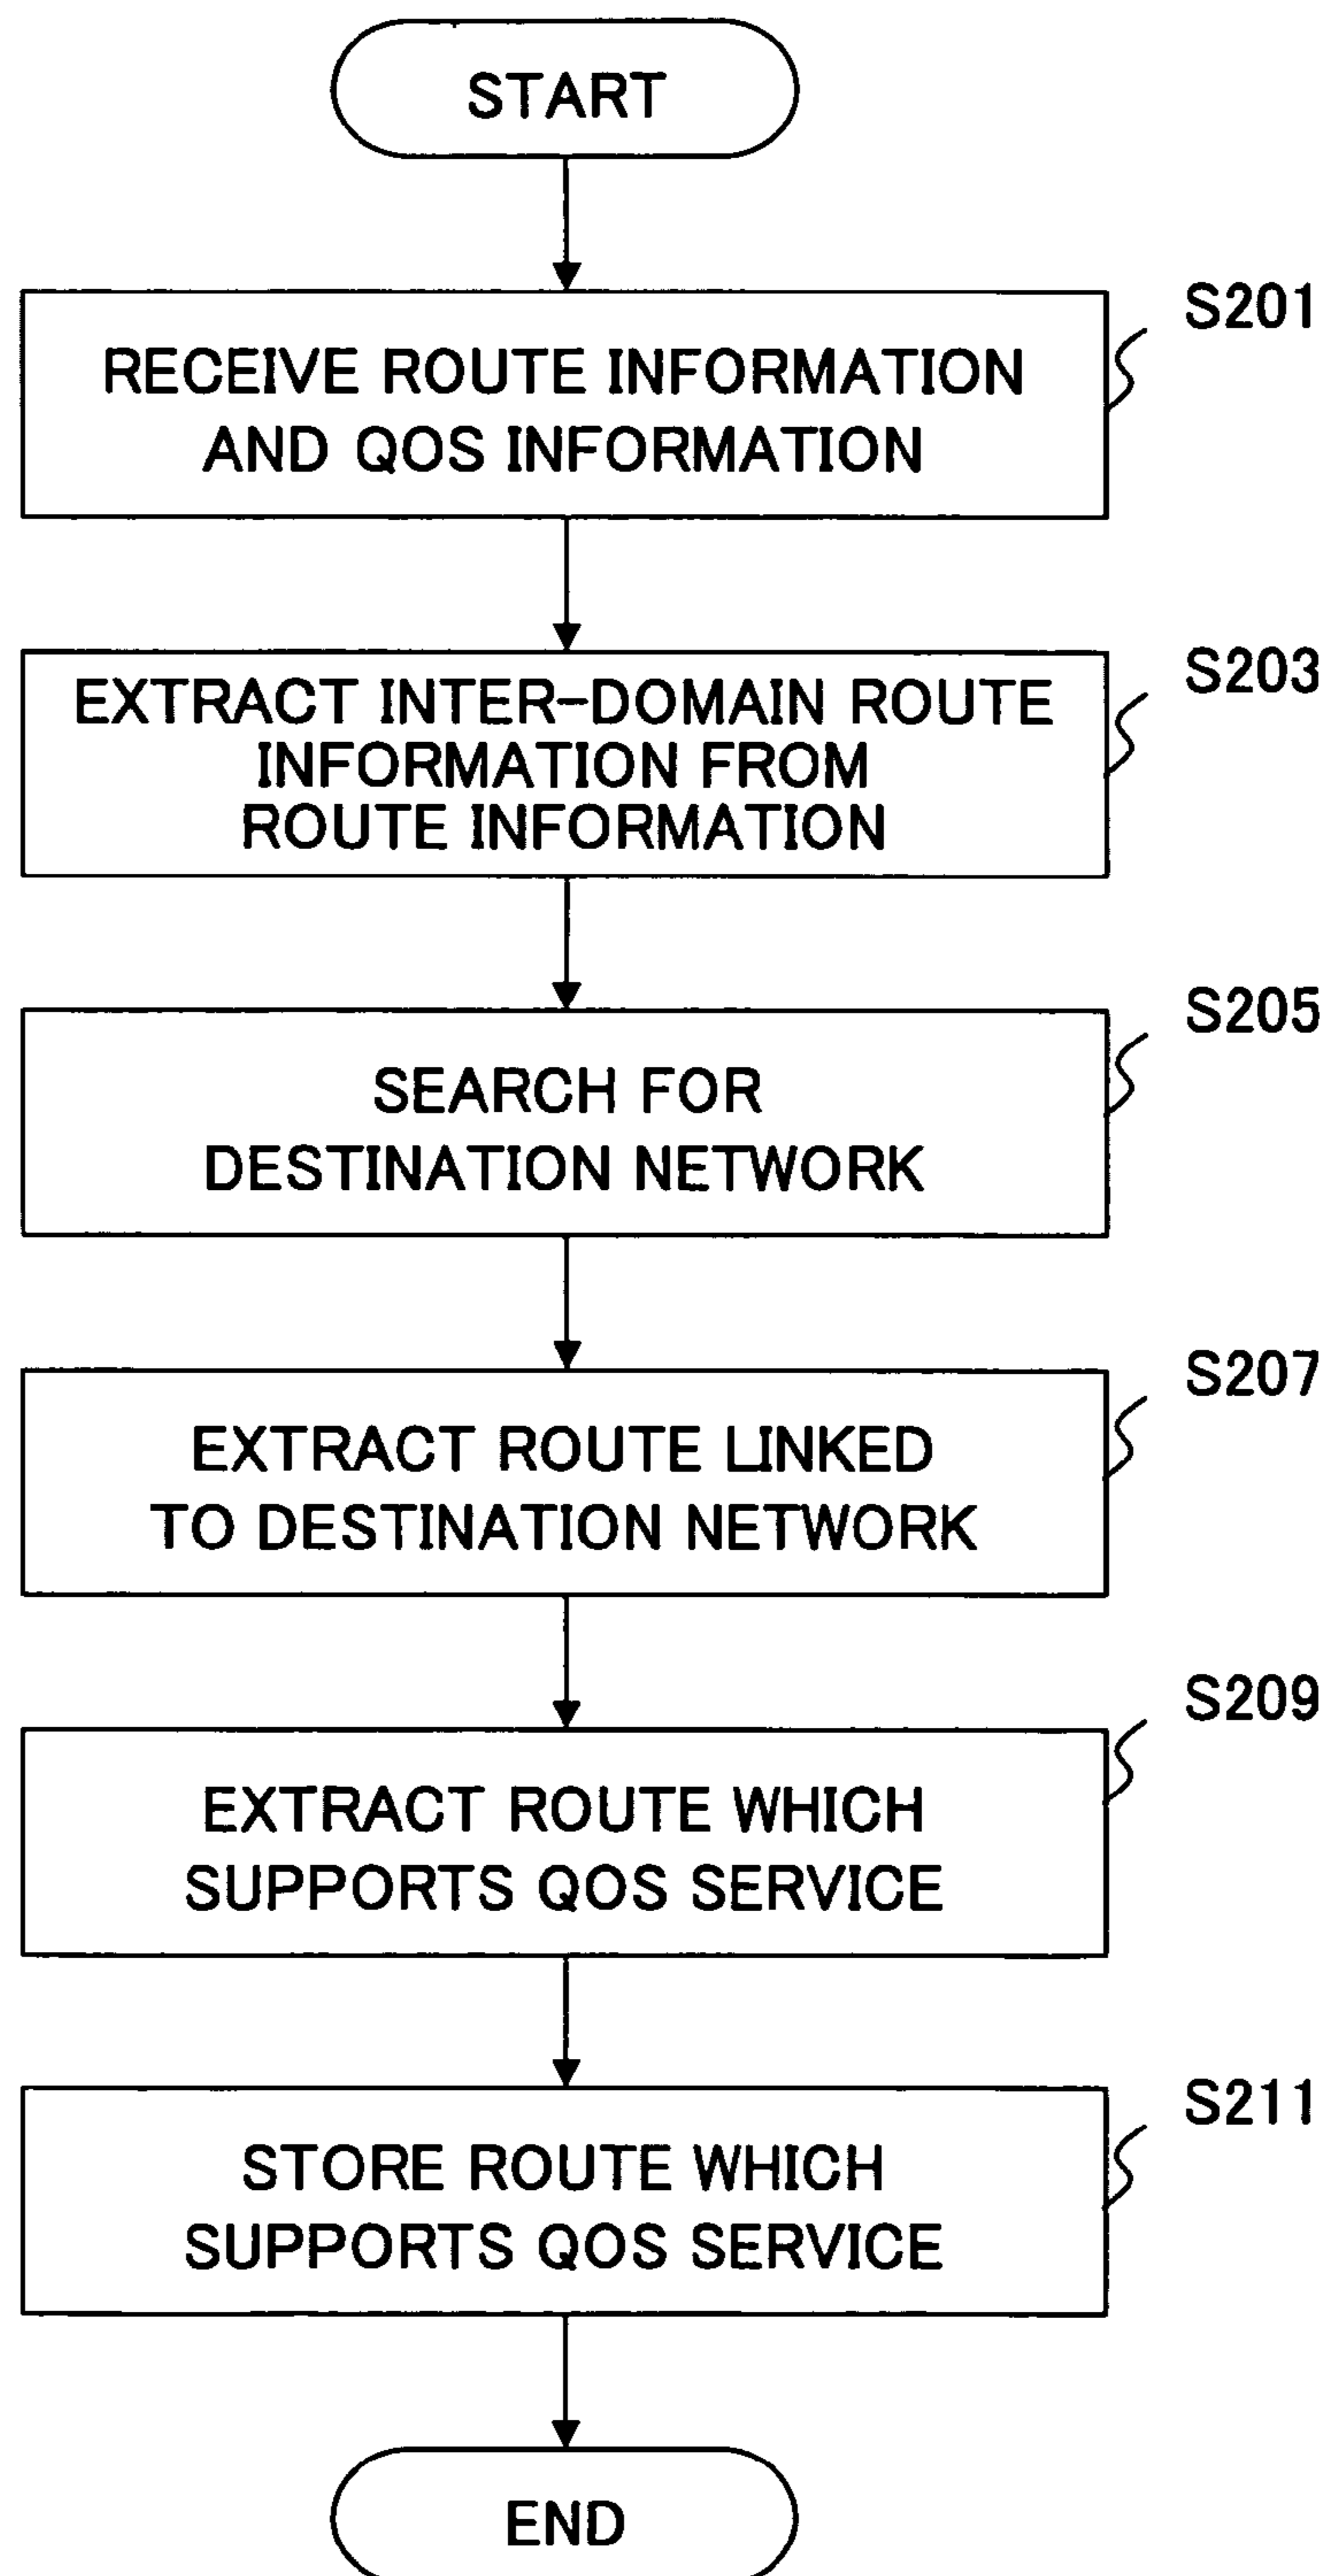 START
S201
RECEIVE ROUTE INFORMATION
AND QOS INFORMATION
S203
EXTRACT INTER-DOMAIN ROUTE
INFORMATION FROM
ROUTE INFORMATION
S205
SEARCH FOR
DESTINATION NETWORK
S207
EXTRACT ROUTE LINKED
TO DESTINATION NETWORK
S209
EXTRACT ROUTE WHICH
SUPPORTS QOS SERVICE
S211
STORE ROUTE WHICH
SUPPORTS QOS SERVICE
END